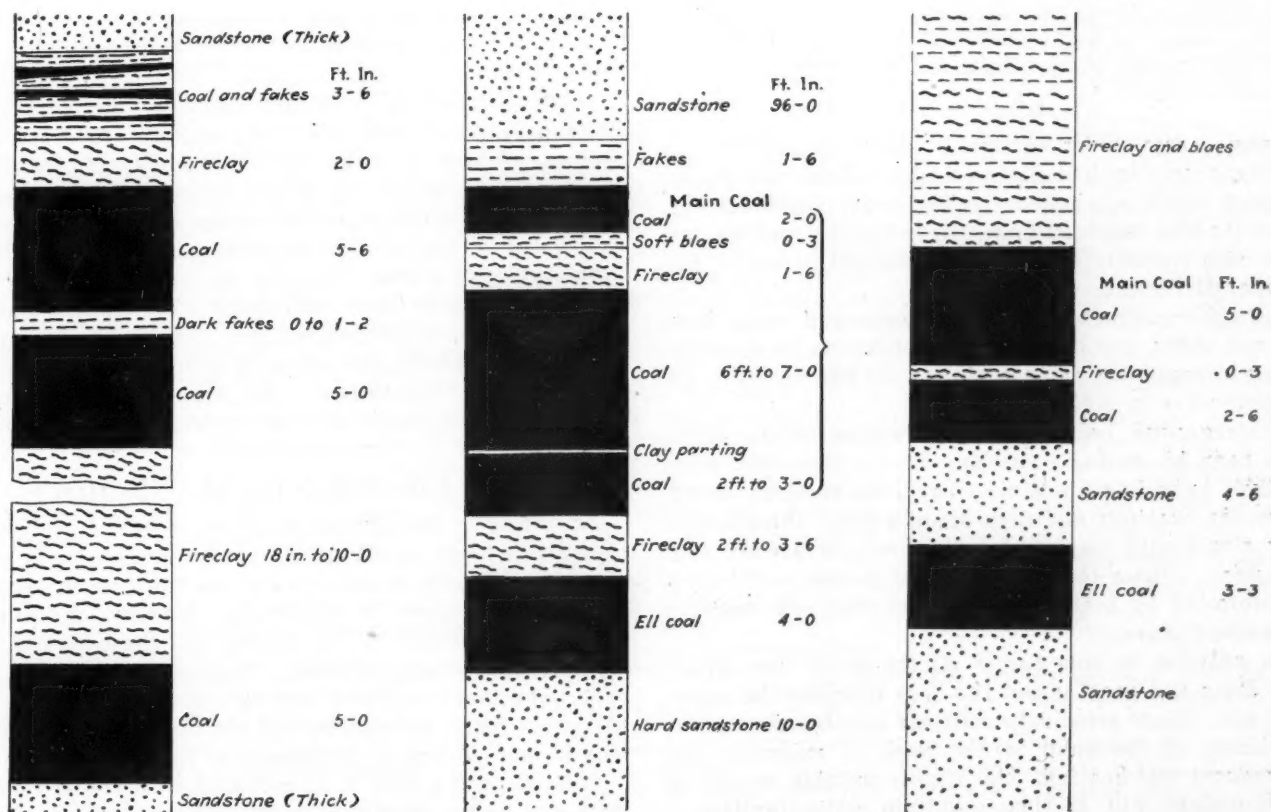 Sandstone (Thick)
Ft. In.
Coal and fakes 3-6
Fireclay 2-0
Coal 5-6
Dark fakes 0 to 1-2
Coal 5-0
Fireclay 18 in. to 10-0
Coal 5-0
Sandstone (Thick)
Ft. In.
Sandstone 96-0
Fakes 1-6
Main Coal
Coal 2-0
Soft blaes 0-3
Fireclay 1-6
Coal 6 ft. to 7-0
Clay parting
Coal 2 ft. to 3-0
Fireclay 2 ft. to 3-6
Ell coal 4-0
Hard sandstone 10-0
Fireclay and blaes
Main Coal Ft. In.
Coal 5-0
Fireclay 0-3
Coal 2-6
Sandstone 4-6
Ell coal 3-3
Sandstone